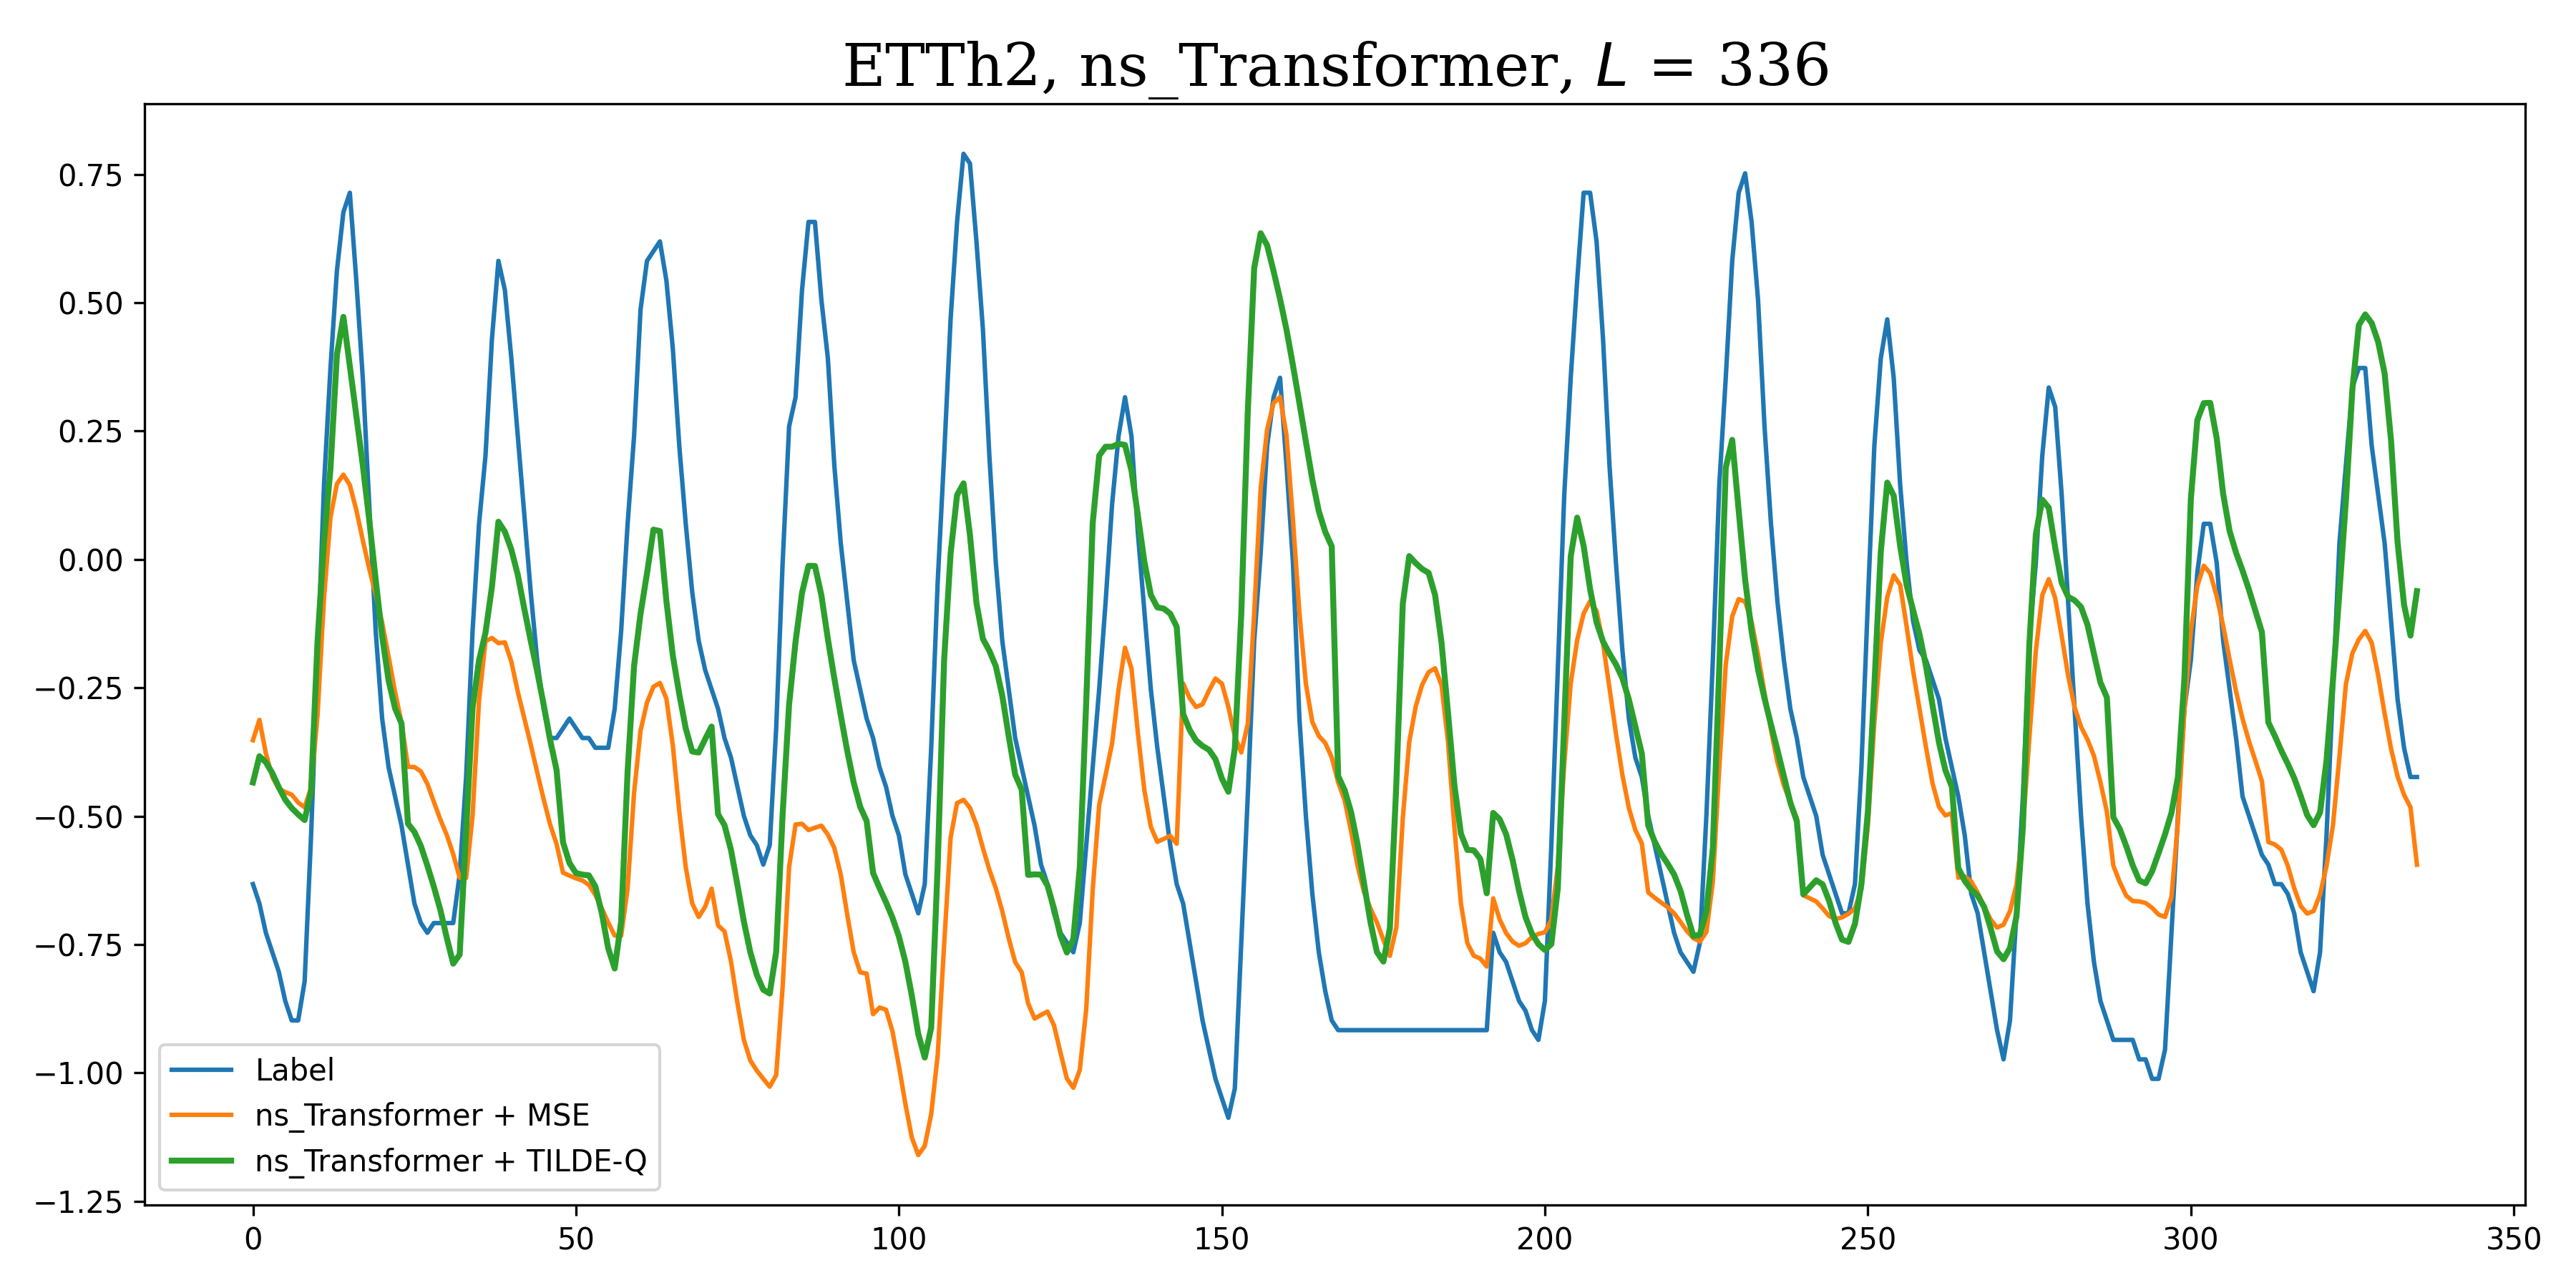 ETTh2, ns_Transformer, L = 336
0.75
0.50
0.25
0.00
−0.25
−0.50
−0.75
−1.00
−1.25
Label
ns_Transformer + MSE
ns_Transformer + TILDE-Q
0 50 100 150 200 250 300 350